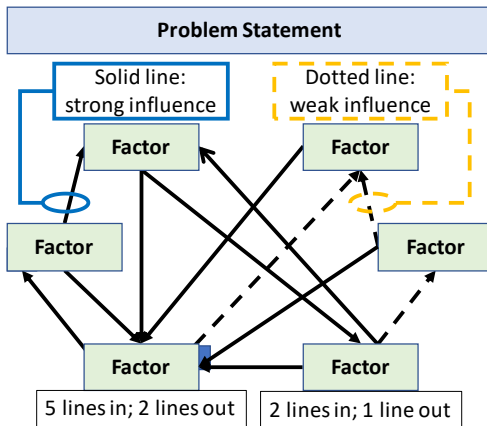 Problem Statement
Solid line:
strong influence
Dotted line:
weak influence
Factor
Factor
Factor
Factor
Factor
Factor
5 lines in; 2 lines out
2 lines in; 1 line out